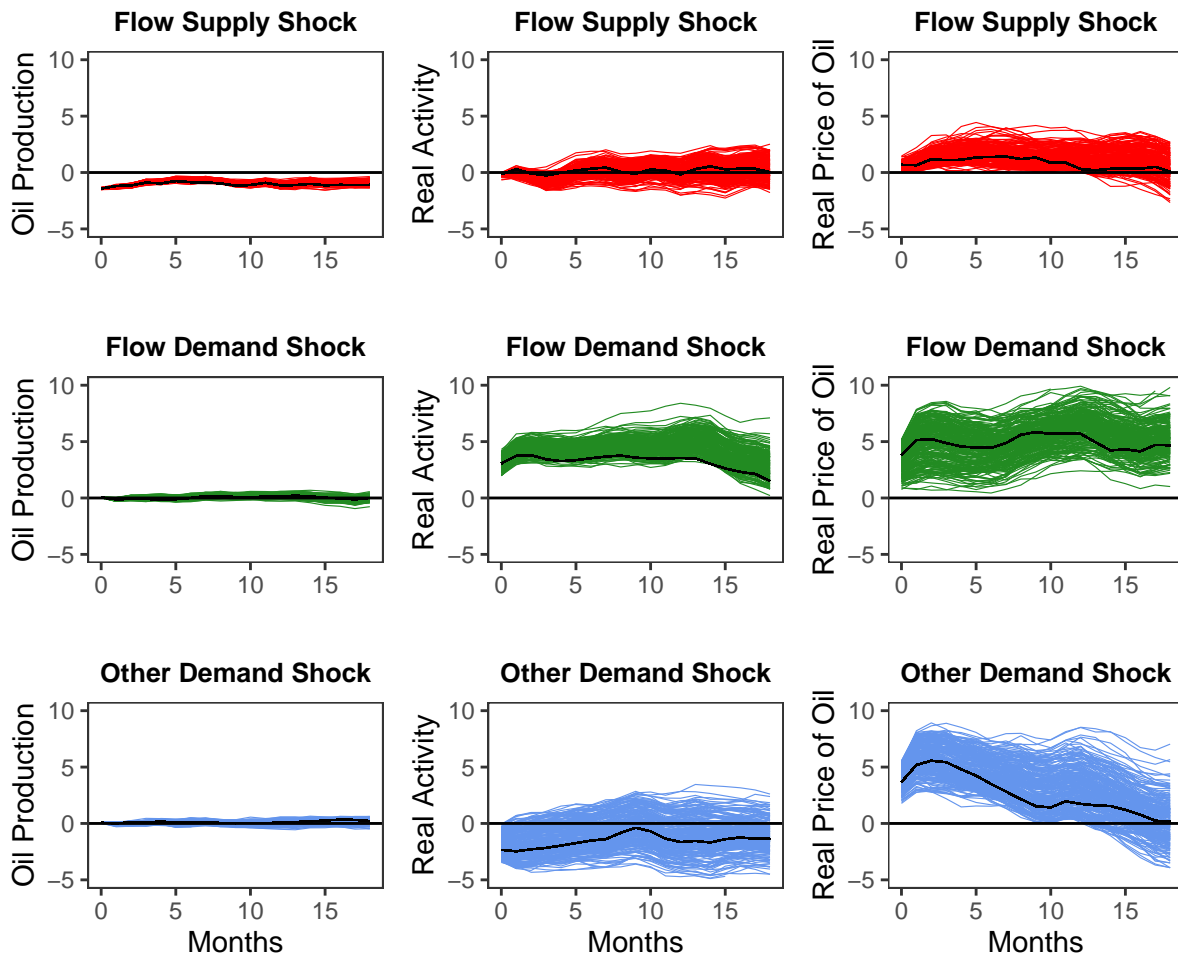 Flow Supply Shock
Oil Production
10
5
0
−5
0 5 10 15
Flow Supply Shock
Real Activity
10
5
0
−5
0 5 10 15
Flow Supply Shock
Real Price of Oil
10
5
0
−5
0 5 10 15
Flow Demand Shock
Oil Production
10
5
0
−5
0 5 10 15
Flow Demand Shock
Real Activity
10
5
0
−5
0 5 10 15
Flow Demand Shock
Real Price of Oil
10
5
0
−5
0 5 10 15
Other Demand Shock
Oil Production
10
5
0
−5
0 5 10 15
Months
Other Demand Shock
Real Activity
10
5
0
−5
0 5 10 15
Months
Other Demand Shock
Real Price of Oil
10
5
0
−5
0 5 10 15
Months